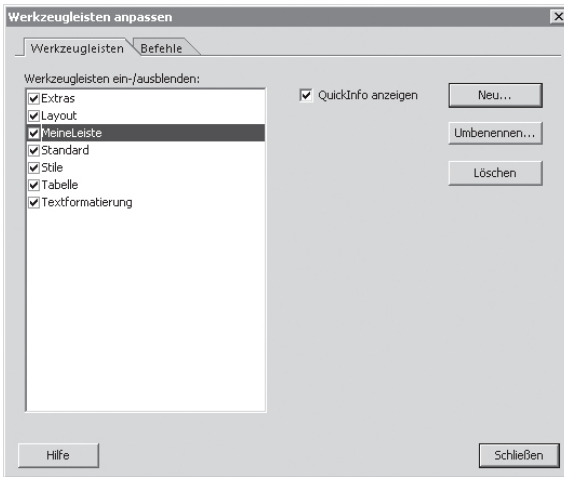 Werkzeugleisten anpassen
Werkzeugleisten Befehle
Werkzeugleisten ein-/ausblenden:
Extras
Layout
MeineLeiste
Standard
Stile
Tabelle
Textformatierung
QuickInfo anzeigen
Neu...
Umbenennen...
Löschen
Hilfe
Schließen